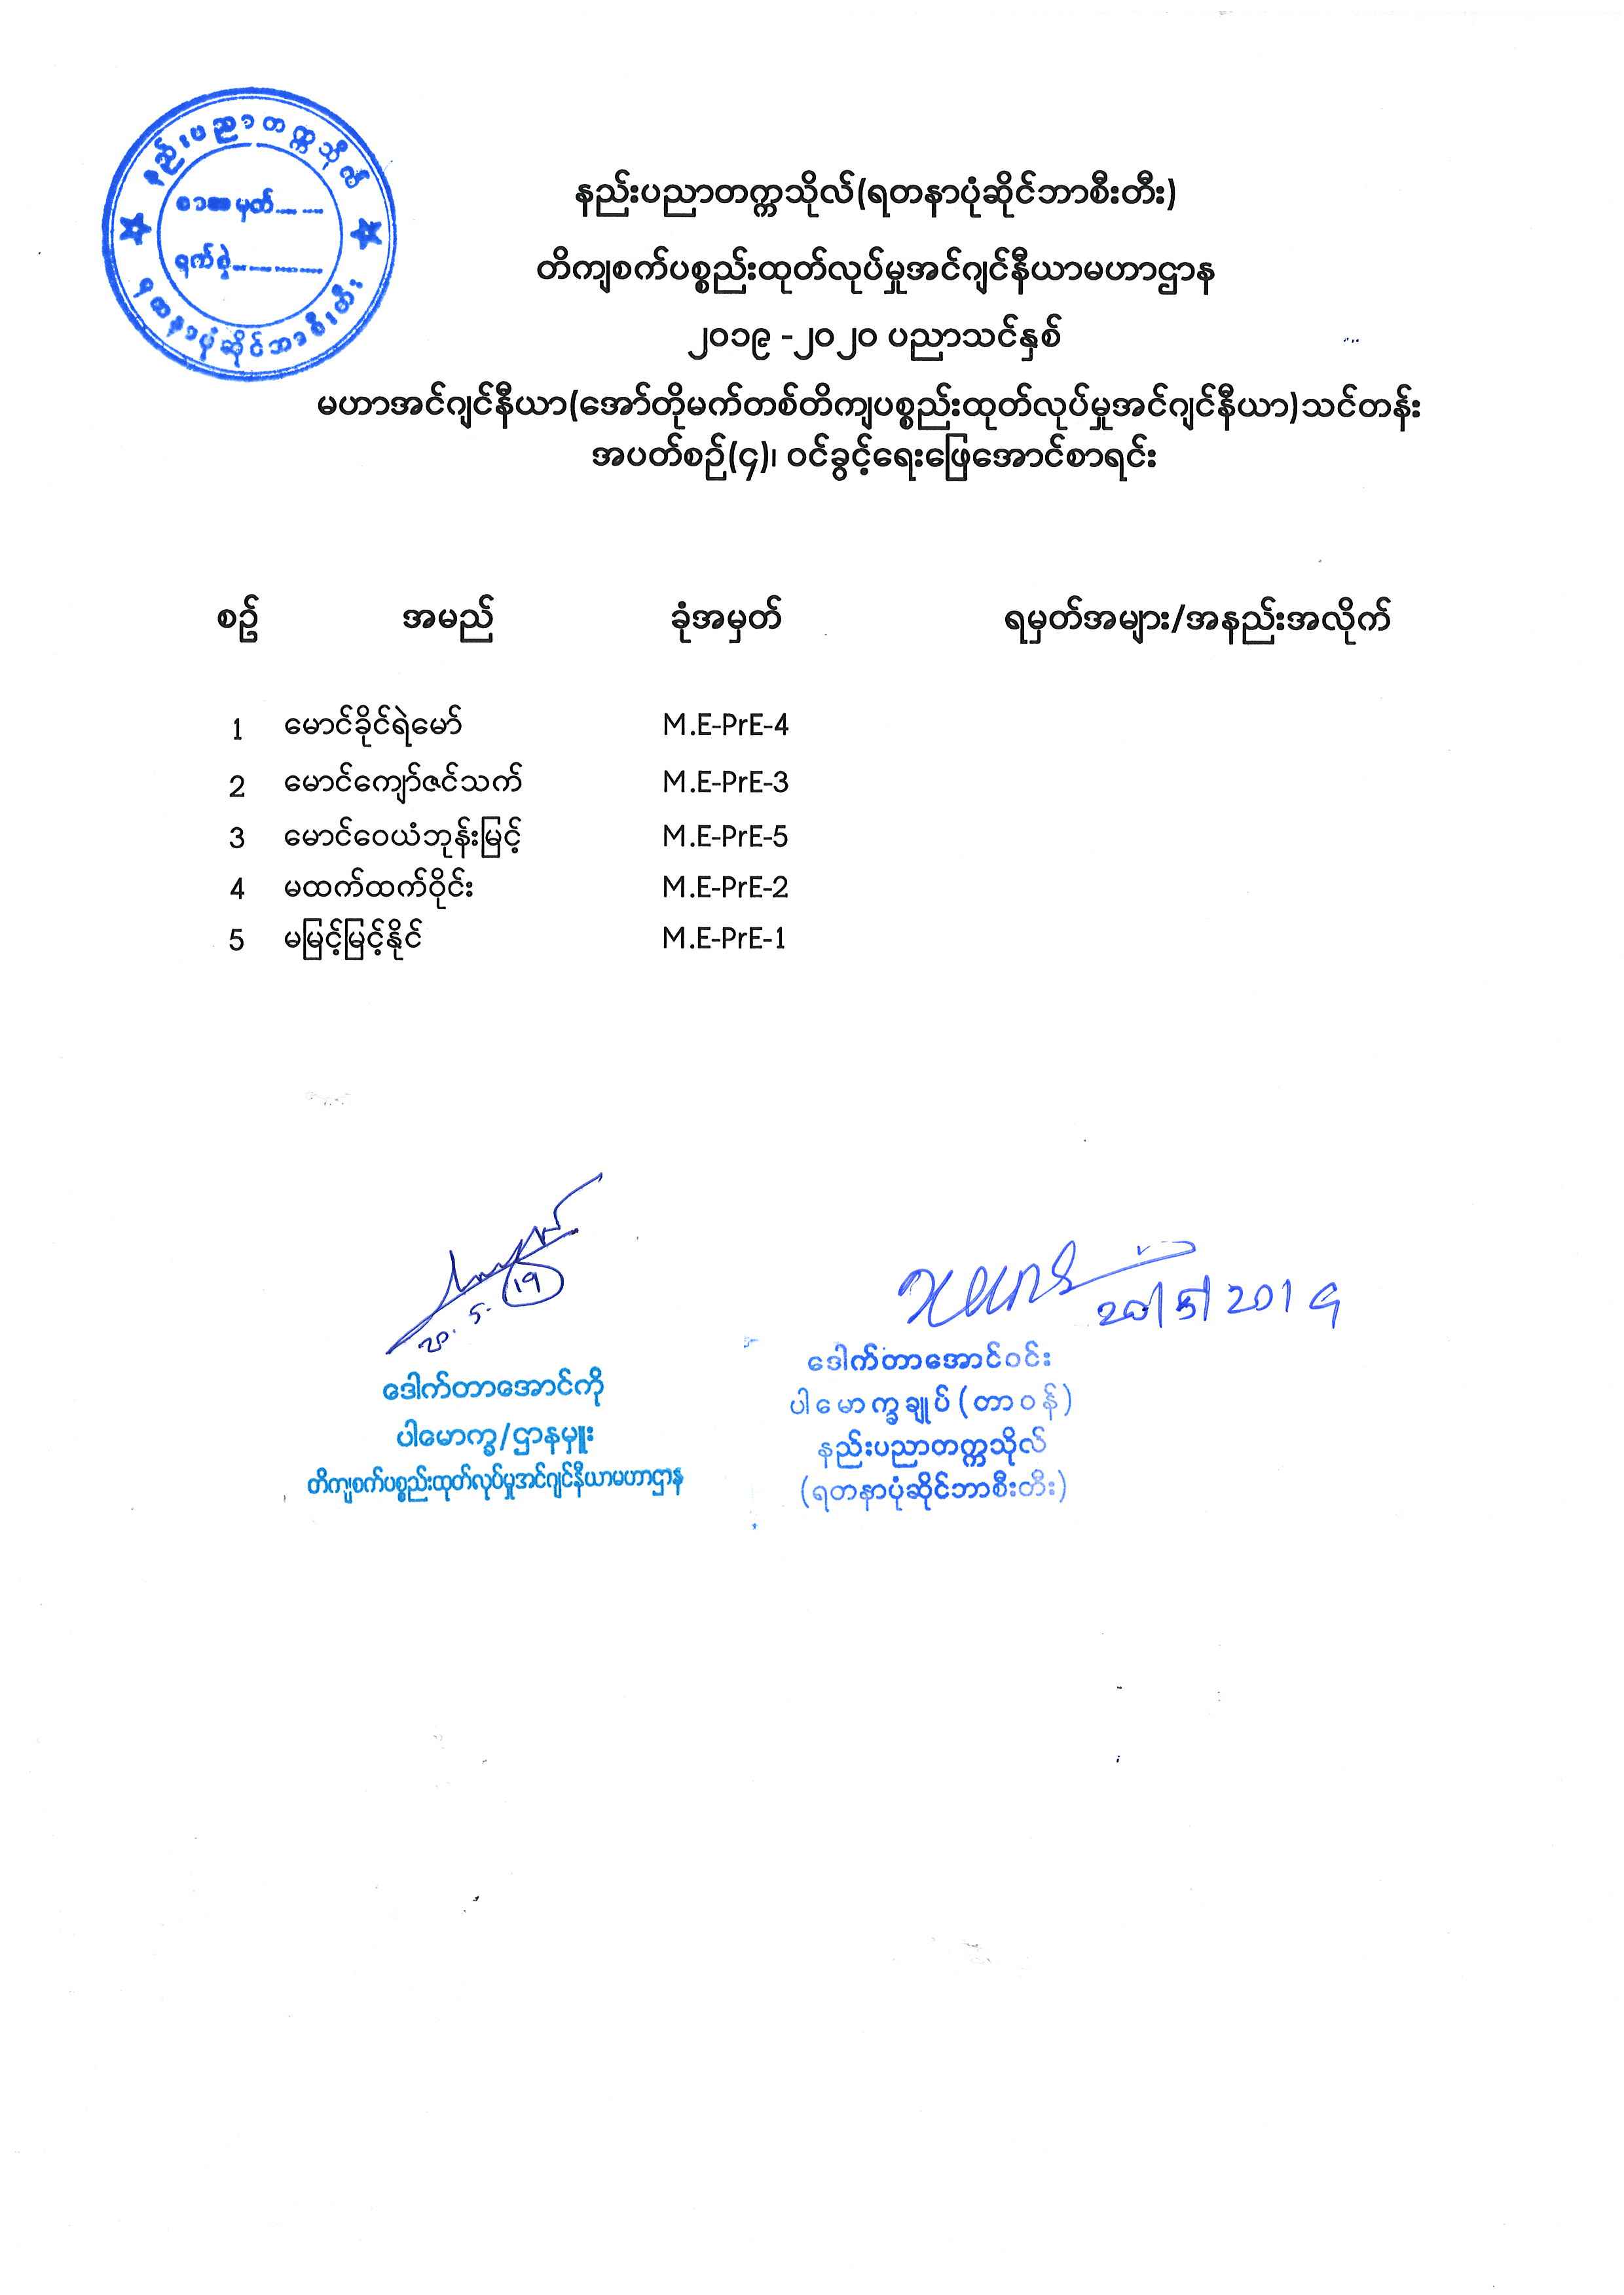 နည်းပညာတက္ကသိုလ်
စာအမှတ်
ရက်စွဲ
ရတနာပုံဆိုင်ဘာစီးတီး
နည်းပညာတက္ကသိုလ်(ရတနာပုံဆိုင်ဘာစီးတီး)
တိကျစက်ပစ္စည်းထုတ်လုပ်မှုအင်ဂျင်နီယာမဟာဌာန
၂၀၁၉ -၂၀၂၀ ပညာသင်နှစ်
မဟာအင်ဂျင်နီယာ(အော်တိုမက်တစ်တိကျပစ္စည်းထုတ်လုပ်မှုအင်ဂျင်နီယာ)သင်တန်း
အပတ်စဉ်(၄)၊ ဝင်ခွင့်ရေးဖြေအောင်စာရင်း
စဥ် အမည် ခုံအမှတ် ရမှတ်အများ/အနည်းအလိုက်
1 မောင်ခိုင်ရဲမော် M.E-PrE-4
2 မောင်ကျော်ဇင်သက် M.E-PrE-3
3 မောင်ဝေယံဘုန်းမြင့် M.E-PrE-5
4 မထက်ထက်ဝိုင်း M.E-PrE-2
5 မမြင့်မြင့်နိုင် M.E-PrE-1
20. 5. 19
ဒေါက်တာအောင်ကို
ပါမောက္ခ/ဌာနမှူး
တိကျစက်ပစ္စည်းထုတ်လုပ်မှုအင်ဂျင်နီယာမဟာဌာန
20/5/2019
ဒေါက်တာအောင်ဝင်း
ပါမောက္ခချုပ်(တာဝန်)
နည်းပညာတက္ကသိုလ်
(ရတနာပုံဆိုင်ဘာစီးတီး)